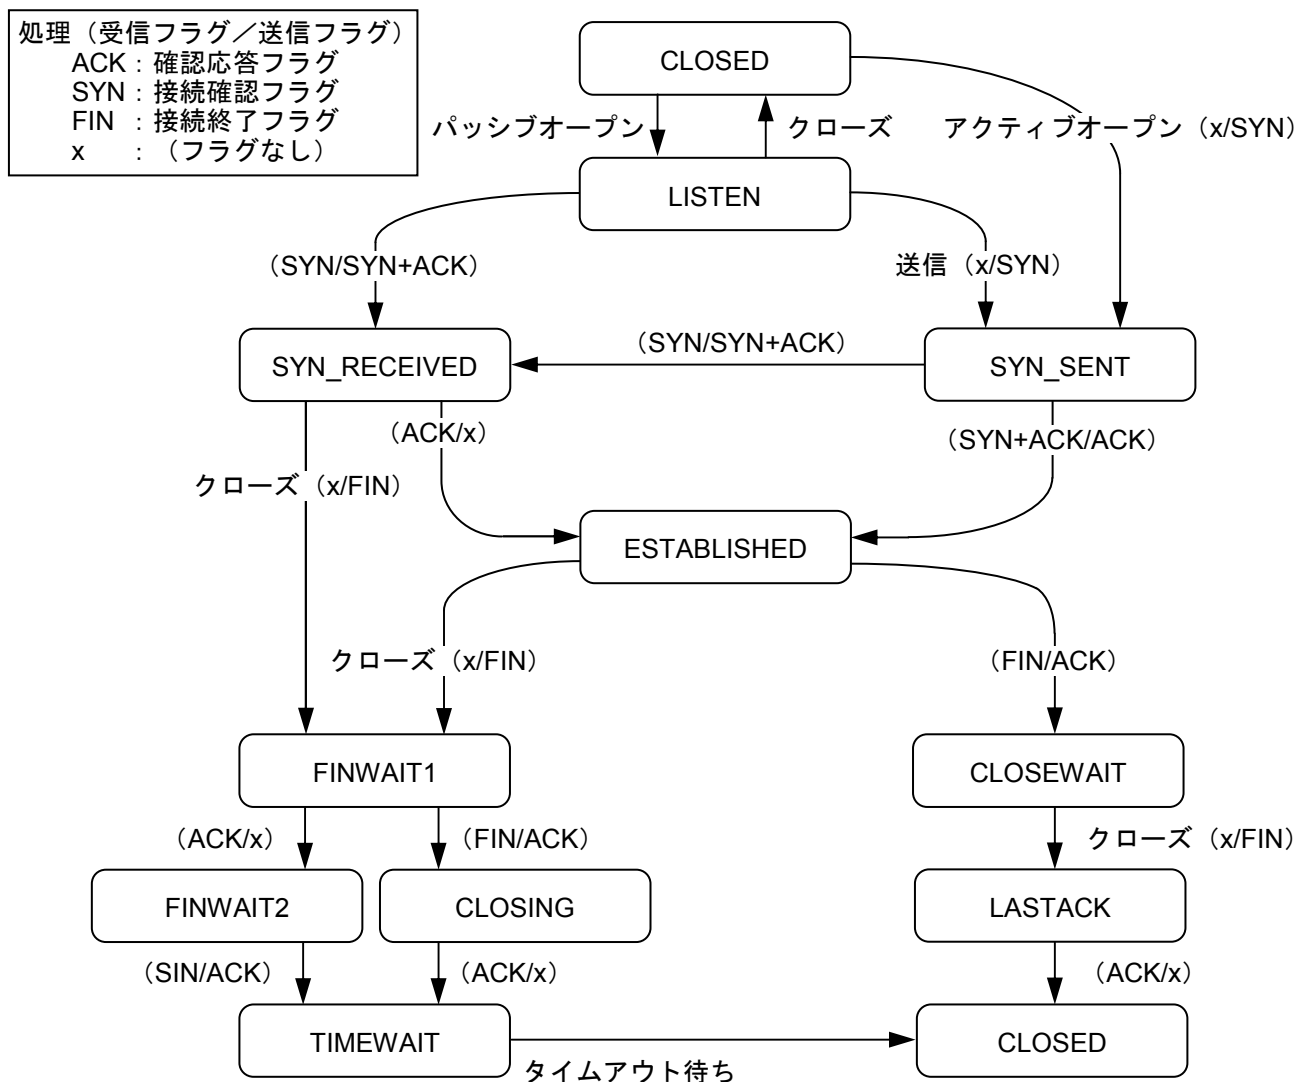 処理（受信フラグ／送信フラグ）
ACK：確認応答フラグ
SYN：接続確認フラグ
FIN ：接続終了フラグ
x ：（フラグなし）
CLOSED
パッシブオープン
クローズ
アクティブオープン（x/SYN）
LISTEN
（SYN/SYN+ACK）
送信（x/SYN）
（SYN/SYN+ACK）
SYN_RECEIVED
SYN_SENT
（ACK/x）
（SYN+ACK/ACK）
クローズ（x/FIN）
ESTABLISHED
クローズ（x/FIN）
（FIN/ACK）
FINWAIT1
CLOSEWAIT
（ACK/x）
（FIN/ACK）
クローズ（x/FIN）
FINWAIT2
CLOSING
LASTACK
（SIN/ACK）
（ACK/x）
（ACK/x）
TIMEWAIT
CLOSED
タイムアウト待ち